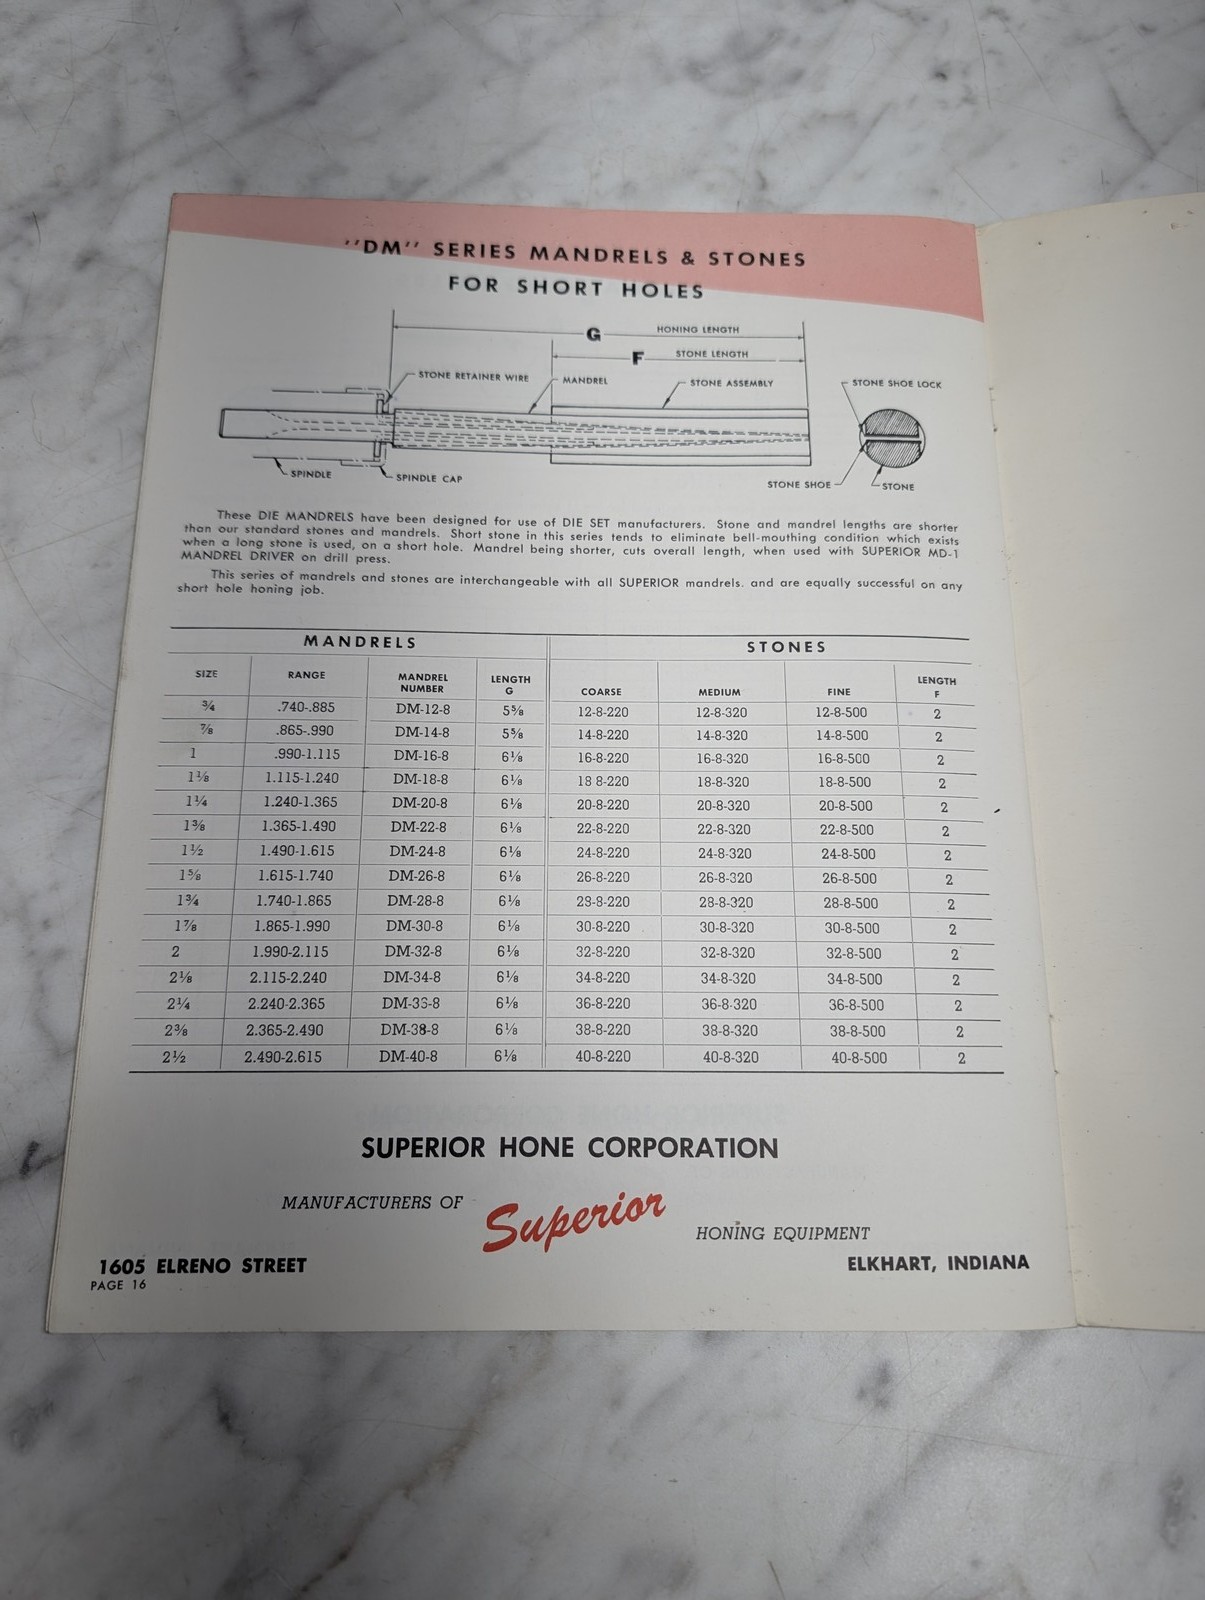 "DM" SERIES MANDRELS & STONES
FOR SHORT HOLES
G HONING LENGTH
F STONE LENGTH
STONE RETAINER WIRE
MANDREL
STONE ASSEMBLY
STONE SHOE LOCK
SPINDLE
SPINDLE CAP
STONE SHOE
STONE
These DIE MANDRELS have been designed for use of DIE SET manufacturers. Stone and mandrel lengths are shorter
than our standard stones and mandrels. Short stone in this series tends to eliminate bell-mouthing condition which exists
when a long stone is used, on a short hole. Mandrel being shorter, cuts overall length, when used with SUPERIOR MD-1
MANDREL DRIVER on drill press.
This series of mandrels and stones are interchangeable with all SUPERIOR mandrels. and are equally successful on any
short hole honing job.
MANDRELS STONES
SIZE RANGE MANDREL NUMBER LENGTH G COARSE MEDIUM FINE LENGTH F
¾ .740-.885 DM-12-8 5⅝ 12-8-220 12-8-320 12-8-500 2
⅞ .865-.990 DM-14-8 5⅝ 14-8-220 14-8-320 14-8-500 2
1 .990-1.115 DM-16-8 6⅛ 16-8-220 16-8-320 16-8-500 2
1⅛ 1.115-1.240 DM-18-8 6⅛ 18 8-220 18-8-320 18-8-500 2
1¼ 1.240-1.365 DM-20-8 6⅛ 20-8-220 20-8-320 20-8-500 2
1⅜ 1.365-1.490 DM-22-8 6⅛ 22-8-220 22-8-320 22-8-500 2
1½ 1.490-1.615 DM-24-8 6⅛ 24-8-220 24-8-320 24-8-500 2
1⅝ 1.615-1.740 DM-26-8 6⅛ 26-8-220 26-8-320 26-8-500 2
1¾ 1.740-1.865 DM-28-8 6⅛ 28-8-220 28-8-320 28-8-500 2
1⅞ 1.865-1.990 DM-30-8 6⅛ 30-8-220 30-8-320 30-8-500 2
2 1.990-2.115 DM-32-8 6⅛ 32-8-220 32-8-320 32-8-500 2
2⅛ 2.115-2.240 DM-34-8 6⅛ 34-8-220 34-8-320 34-8-500 2
2¼ 2.240-2.365 DM-36-8 6⅛ 36-8-220 36-8-320 36-8-500 2
2⅜ 2.365-2.490 DM-38-8 6⅛ 38-8-220 38-8-320 38-8-500 2
2½ 2.490-2.615 DM-40-8 6⅛ 40-8-220 40-8-320 40-8-500 2
SUPERIOR HONE CORPORATION
MANUFACTURERS OF Superior HONING EQUIPMENT
1605 ELRENO STREET ELKHART, INDIANA
PAGE 16